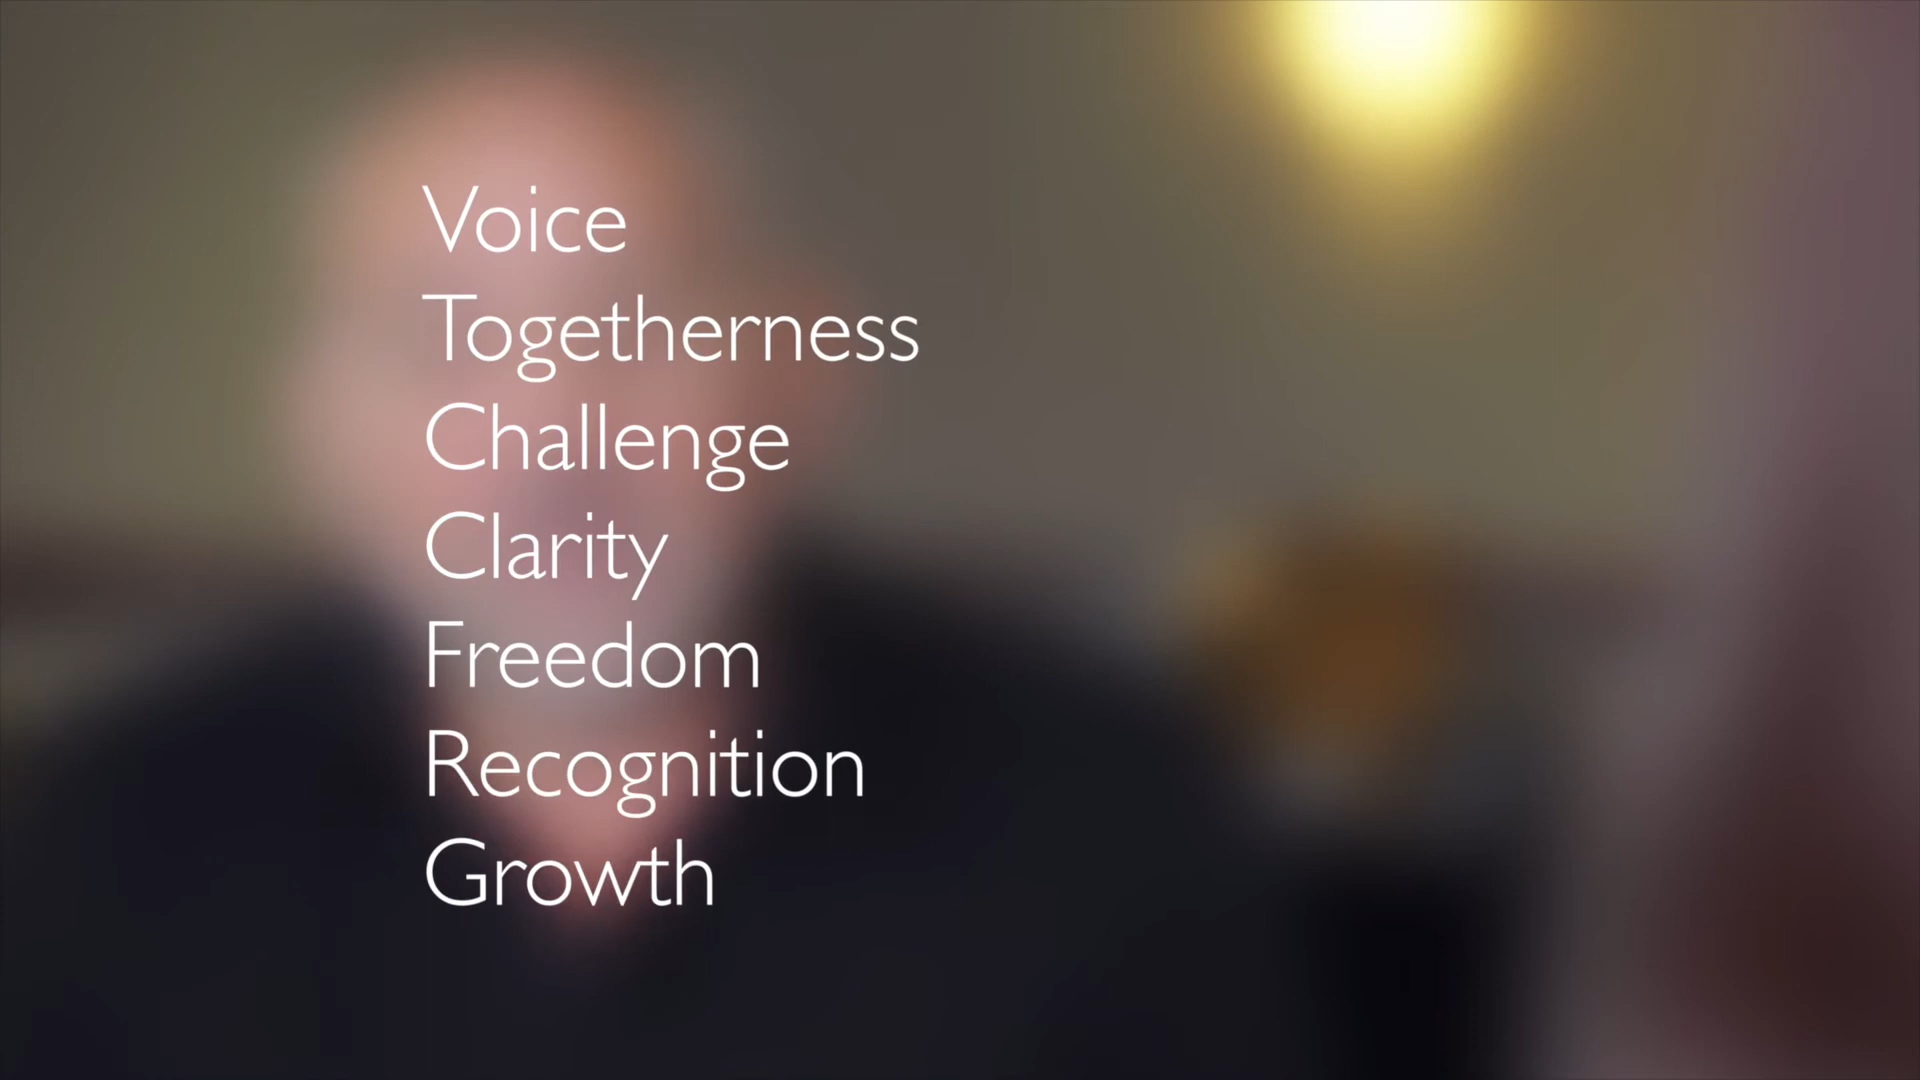 Voice
Togetherness
Challenge
Clarity
Freedom
Recognition
Growth